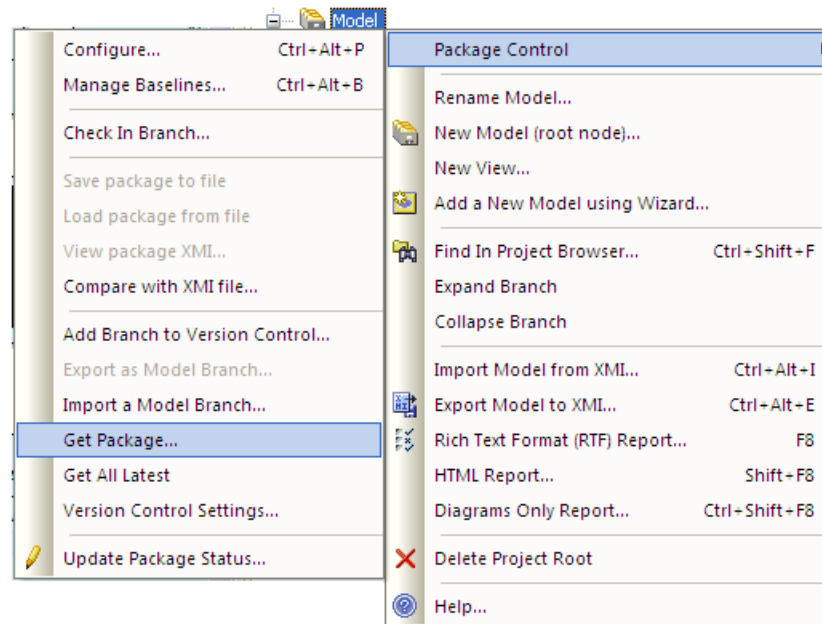 Model
Configure... Ctrl+Alt+P
Manage Baselines... Ctrl+Alt+B
Check In Branch...
Save package to file
Load package from file
View package XMI...
Compare with XMI file...
Add Branch to Version Control...
Export as Model Branch...
Import a Model Branch...
Get Package...
Get All Latest
Version Control Settings...
Update Package Status...
Package Control
Rename Model...
New Model (root node)...
New View...
Add a New Model using Wizard...
Find In Project Browser... Ctrl+Shift+F
Expand Branch
Collapse Branch
Import Model from XMI... Ctrl+Alt+I
Export Model to XMI... Ctrl+Alt+E
Rich Text Format (RTF) Report... F8
HTML Report... Shift+F8
Diagrams Only Report... Ctrl+Shift+F8
Delete Project Root
Help...